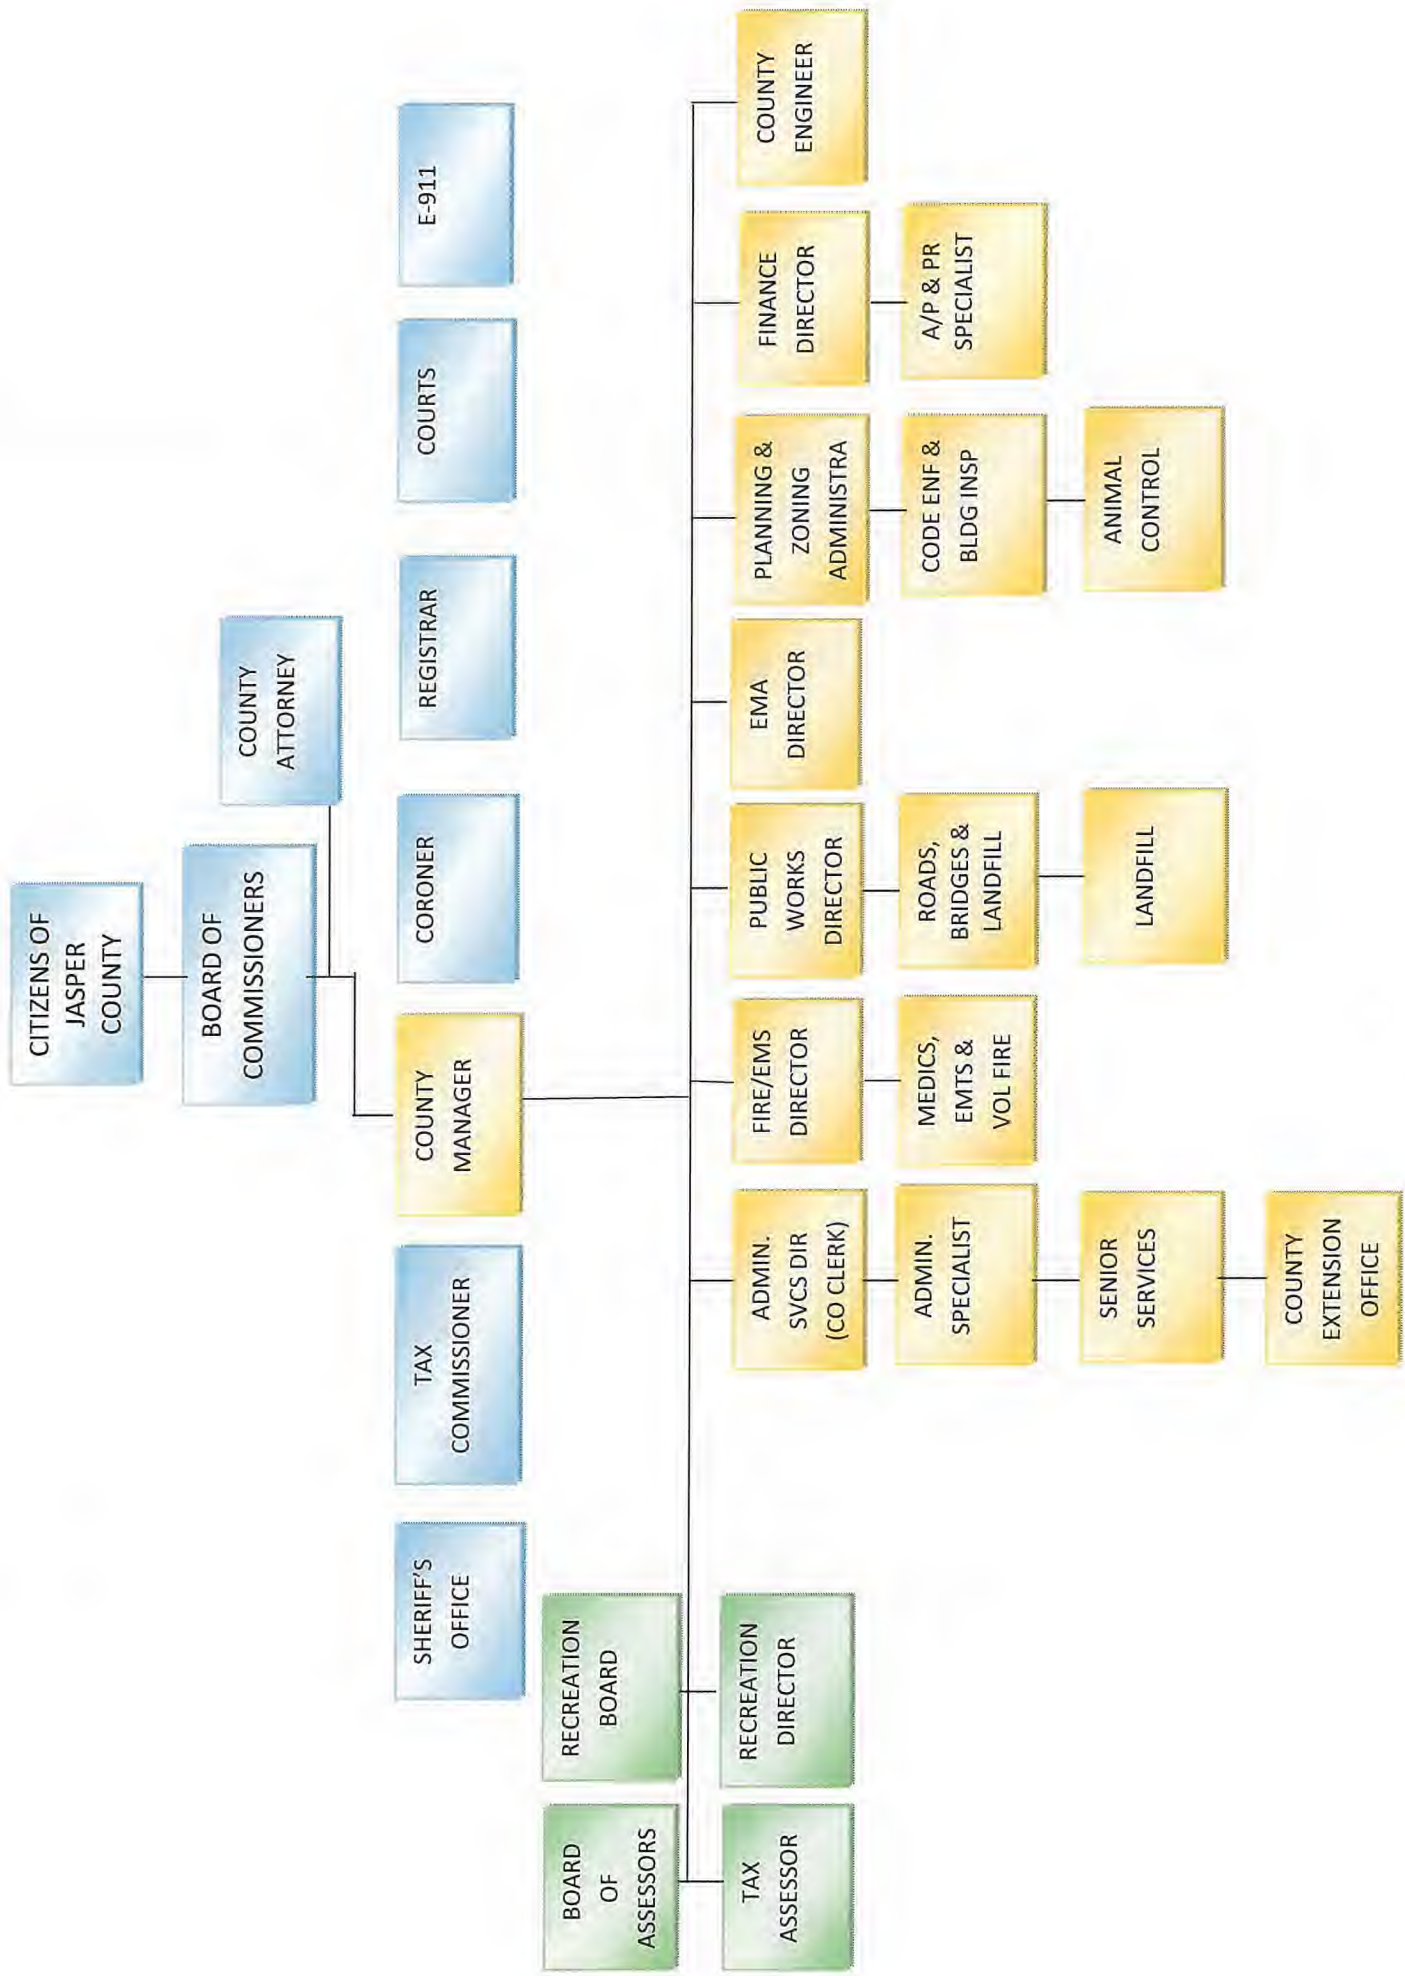 CITIZENS OF
JASPER
COUNTY
BOARD OF
COMMISSIONERS
COUNTY
ATTORNEY
SHERIFF'S
OFFICE
TAX
COMMISSIONER
COUNTY
MANAGER
CORONER
REGISTRAR
COURTS
E-911
BOARD
OF
ASSESSORS
RECREATION
BOARD
TAX
ASSESSOR
RECREATION
DIRECTOR
ADMIN.
SVCS DIR
(CO CLERK)
FIRE/EMS
DIRECTOR
PUBLIC
WORKS
DIRECTOR
EMA
DIRECTOR
PLANNING &
ZONING
ADMINISTRA
FINANCE
DIRECTOR
COUNTY
ENGINEER
ADMIN.
SPECIALIST
MEDICS,
EMTS &
VOL FIRE
ROADS,
BRIDGES &
LANDFILL
CODE ENF &
BLDG INSP
A/P & PR
SPECIALIST
SENIOR
SERVICES
LANDFILL
ANIMAL
CONTROL
COUNTY
EXTENSION
OFFICE